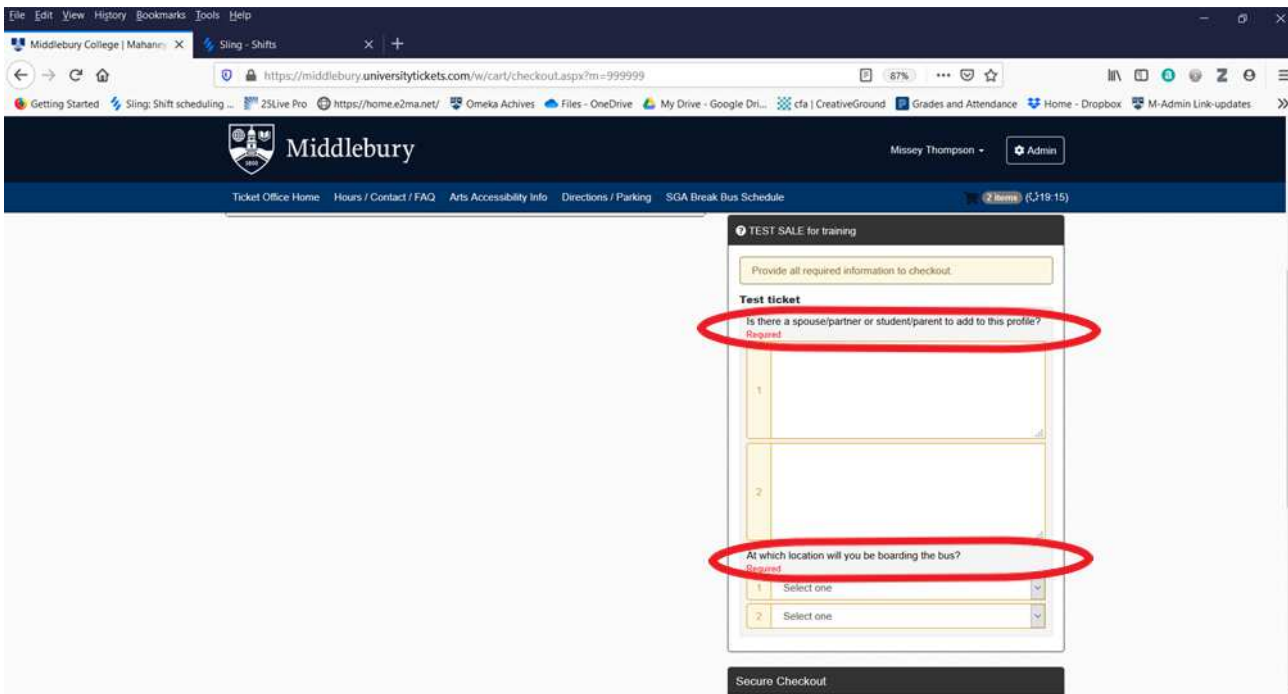 File Edit View History Bookmarks Tools Help
Middlebury College | Mahaney
Sling - Shifts
https://middlebury.universitytickets.com/w/cart/checkout.aspx?m=999999
87%
Getting Started Sling: Shift scheduling ... 25Live Pro https://home.e2ma.net/ Omeka Achives Files - OneDrive My Drive - Google Dri... cfa | CreativeGround Grades and Attendance Home - Dropbox M-Admin Link-updates
1800
Middlebury
Missey Thompson
Admin
Ticket Office Home Hours / Contact / FAQ Arts Accessibility Info Directions / Parking SGA Break Bus Schedule
2 items (19:15)
TEST SALE for training
Provide all required information to checkout.
Test ticket
Is there a spouse/partner or student/parent to add to this profile?
Required
1
2
At which location will you be boarding the bus?
Required
1 Select one
2 Select one
Secure Checkout